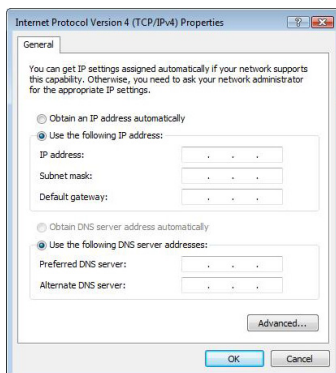 Internet Protocol Version 4 (TCP/IPv4) Properties
General
You can get IP settings assigned automatically if your network supports
this capability. Otherwise, you need to ask your network administrator
for the appropriate IP settings.
Obtain an IP address automatically
Use the following IP address:
IP address:
Subnet mask:
Default gateway:
Obtain DNS server address automatically
Use the following DNS server addresses:
Preferred DNS server:
Alternate DNS server:
Advanced...
OK Cancel